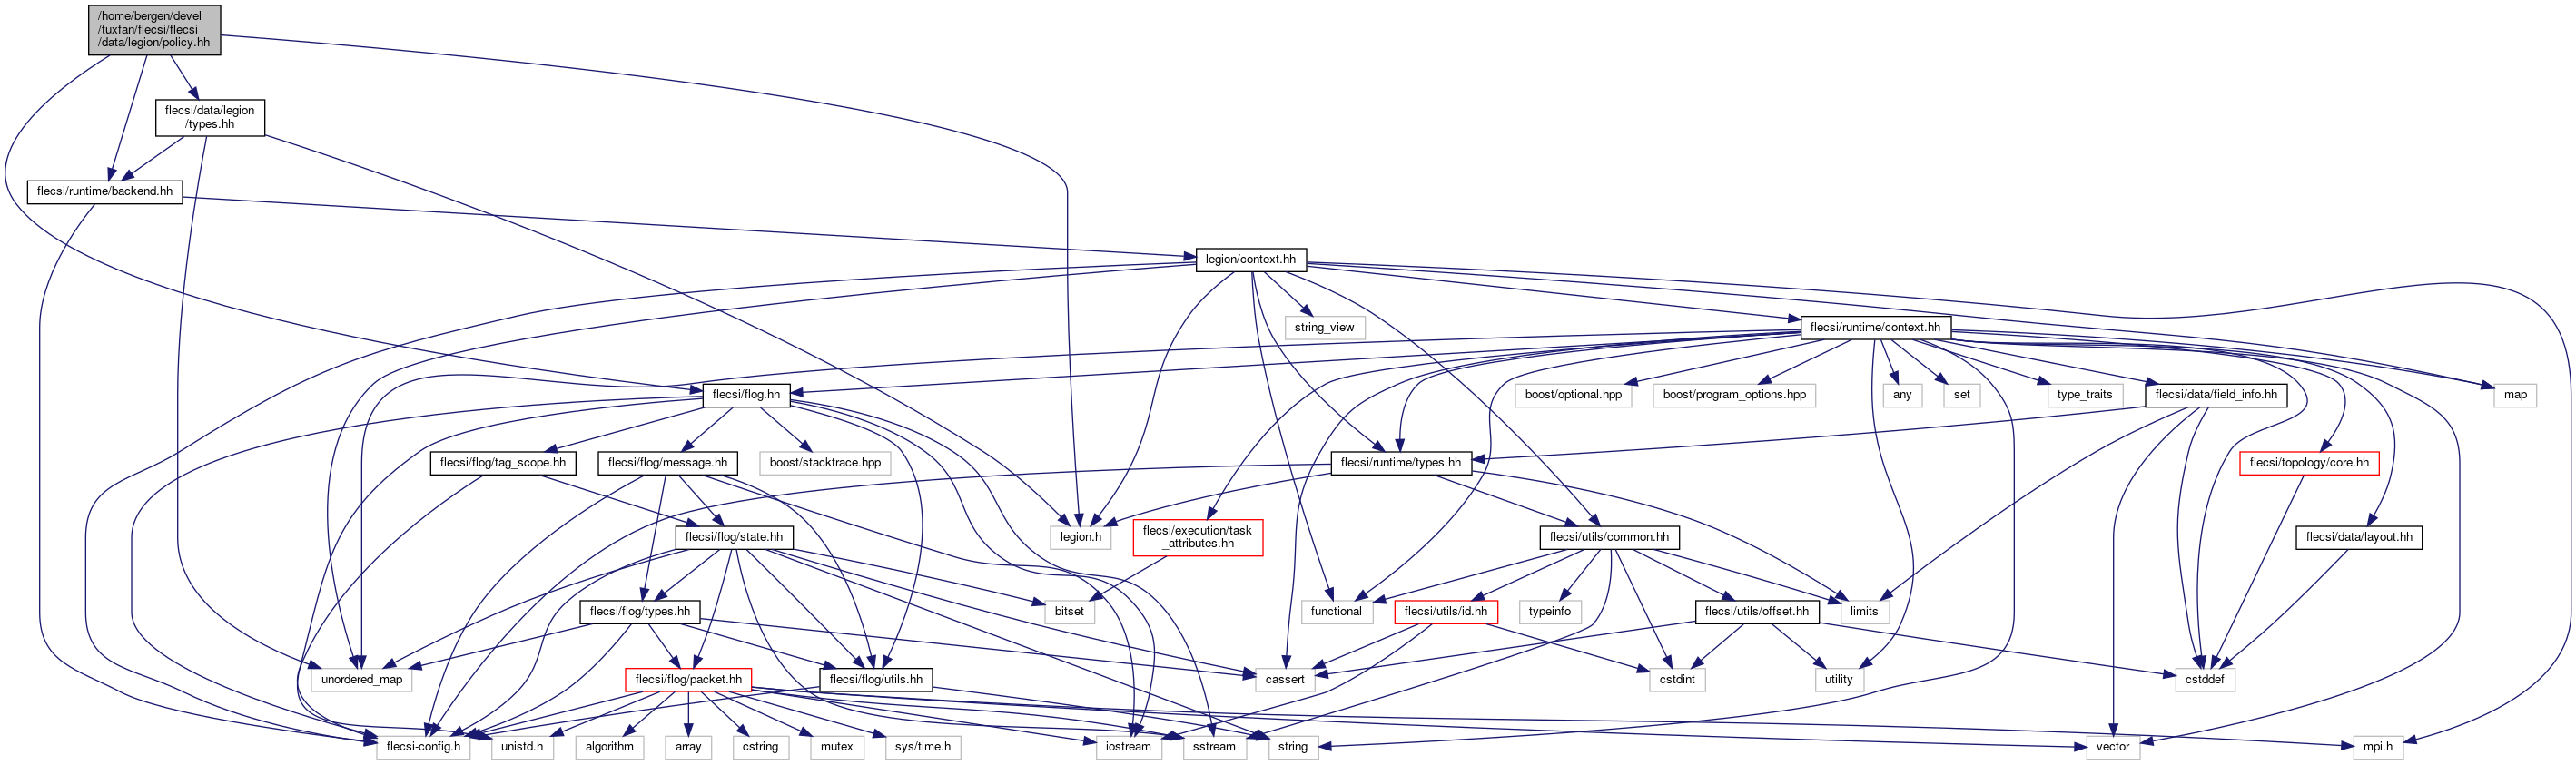 /home/bergen/devel
/tuxfan/flecsi/flecsi
/data/legion/policy.hh
flecsi/data/legion
/types.hh
flecsi/runtime/backend.hh
legion/context.hh
string_view
flecsi/runtime/context.hh
flecsi/flog.hh
boost/optional.hpp
boost/program_options.hpp
any
set
type_traits
flecsi/data/field_info.hh
map
flecsi/flog/tag_scope.hh
flecsi/flog/message.hh
boost/stacktrace.hpp
flecsi/runtime/types.hh
flecsi/topology/core.hh
flecsi/flog/state.hh
legion.h
flecsi/execution/task
_attributes.hh
flecsi/utils/common.hh
flecsi/data/layout.hh
flecsi/flog/types.hh
bitset
functional
flecsi/utils/id.hh
typeinfo
flecsi/utils/offset.hh
limits
unordered_map
flecsi/flog/packet.hh
flecsi/flog/utils.hh
cassert
cstdint
utility
cstddef
flecsi-config.h
unistd.h
algorithm
array
cstring
mutex
sys/time.h
iostream
sstream
string
vector
mpi.h